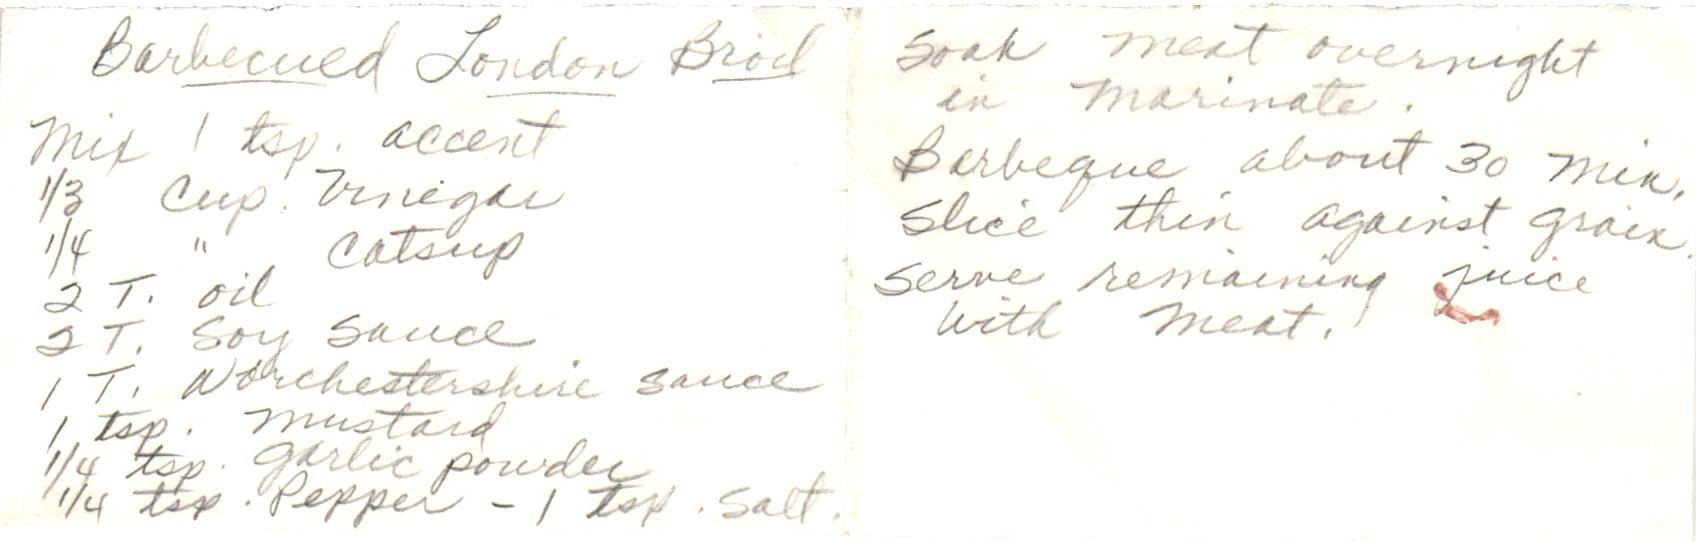 Barbecued London Broil
Mix 1 tsp. accent
1/3 Cup. Vinegar
1/4 " Catsup
2 T. oil
2 T. Soy Sauce
1 T. Worchestershire Sauce
1 tsp. Mustard
1/4 tsp. garlic powder
1/4 tsp. Pepper - 1 tsp. Salt.
Soak meat overnight
in Marinate.
Barbeque about 30 min.
Slice thin against grain.
Serve remaining juice
with meat.